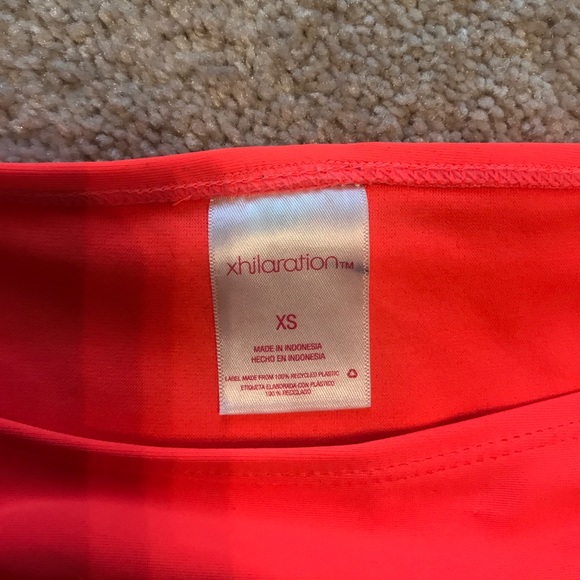 xhilaration™
XS
MADE IN INDONESIA
HECHO EN INDONESIA
LABEL MADE FROM 100% RECYCLED PLASTIC
ETIQUETA ELABORADA CON PLÁSTICO
100 % RECICLADO